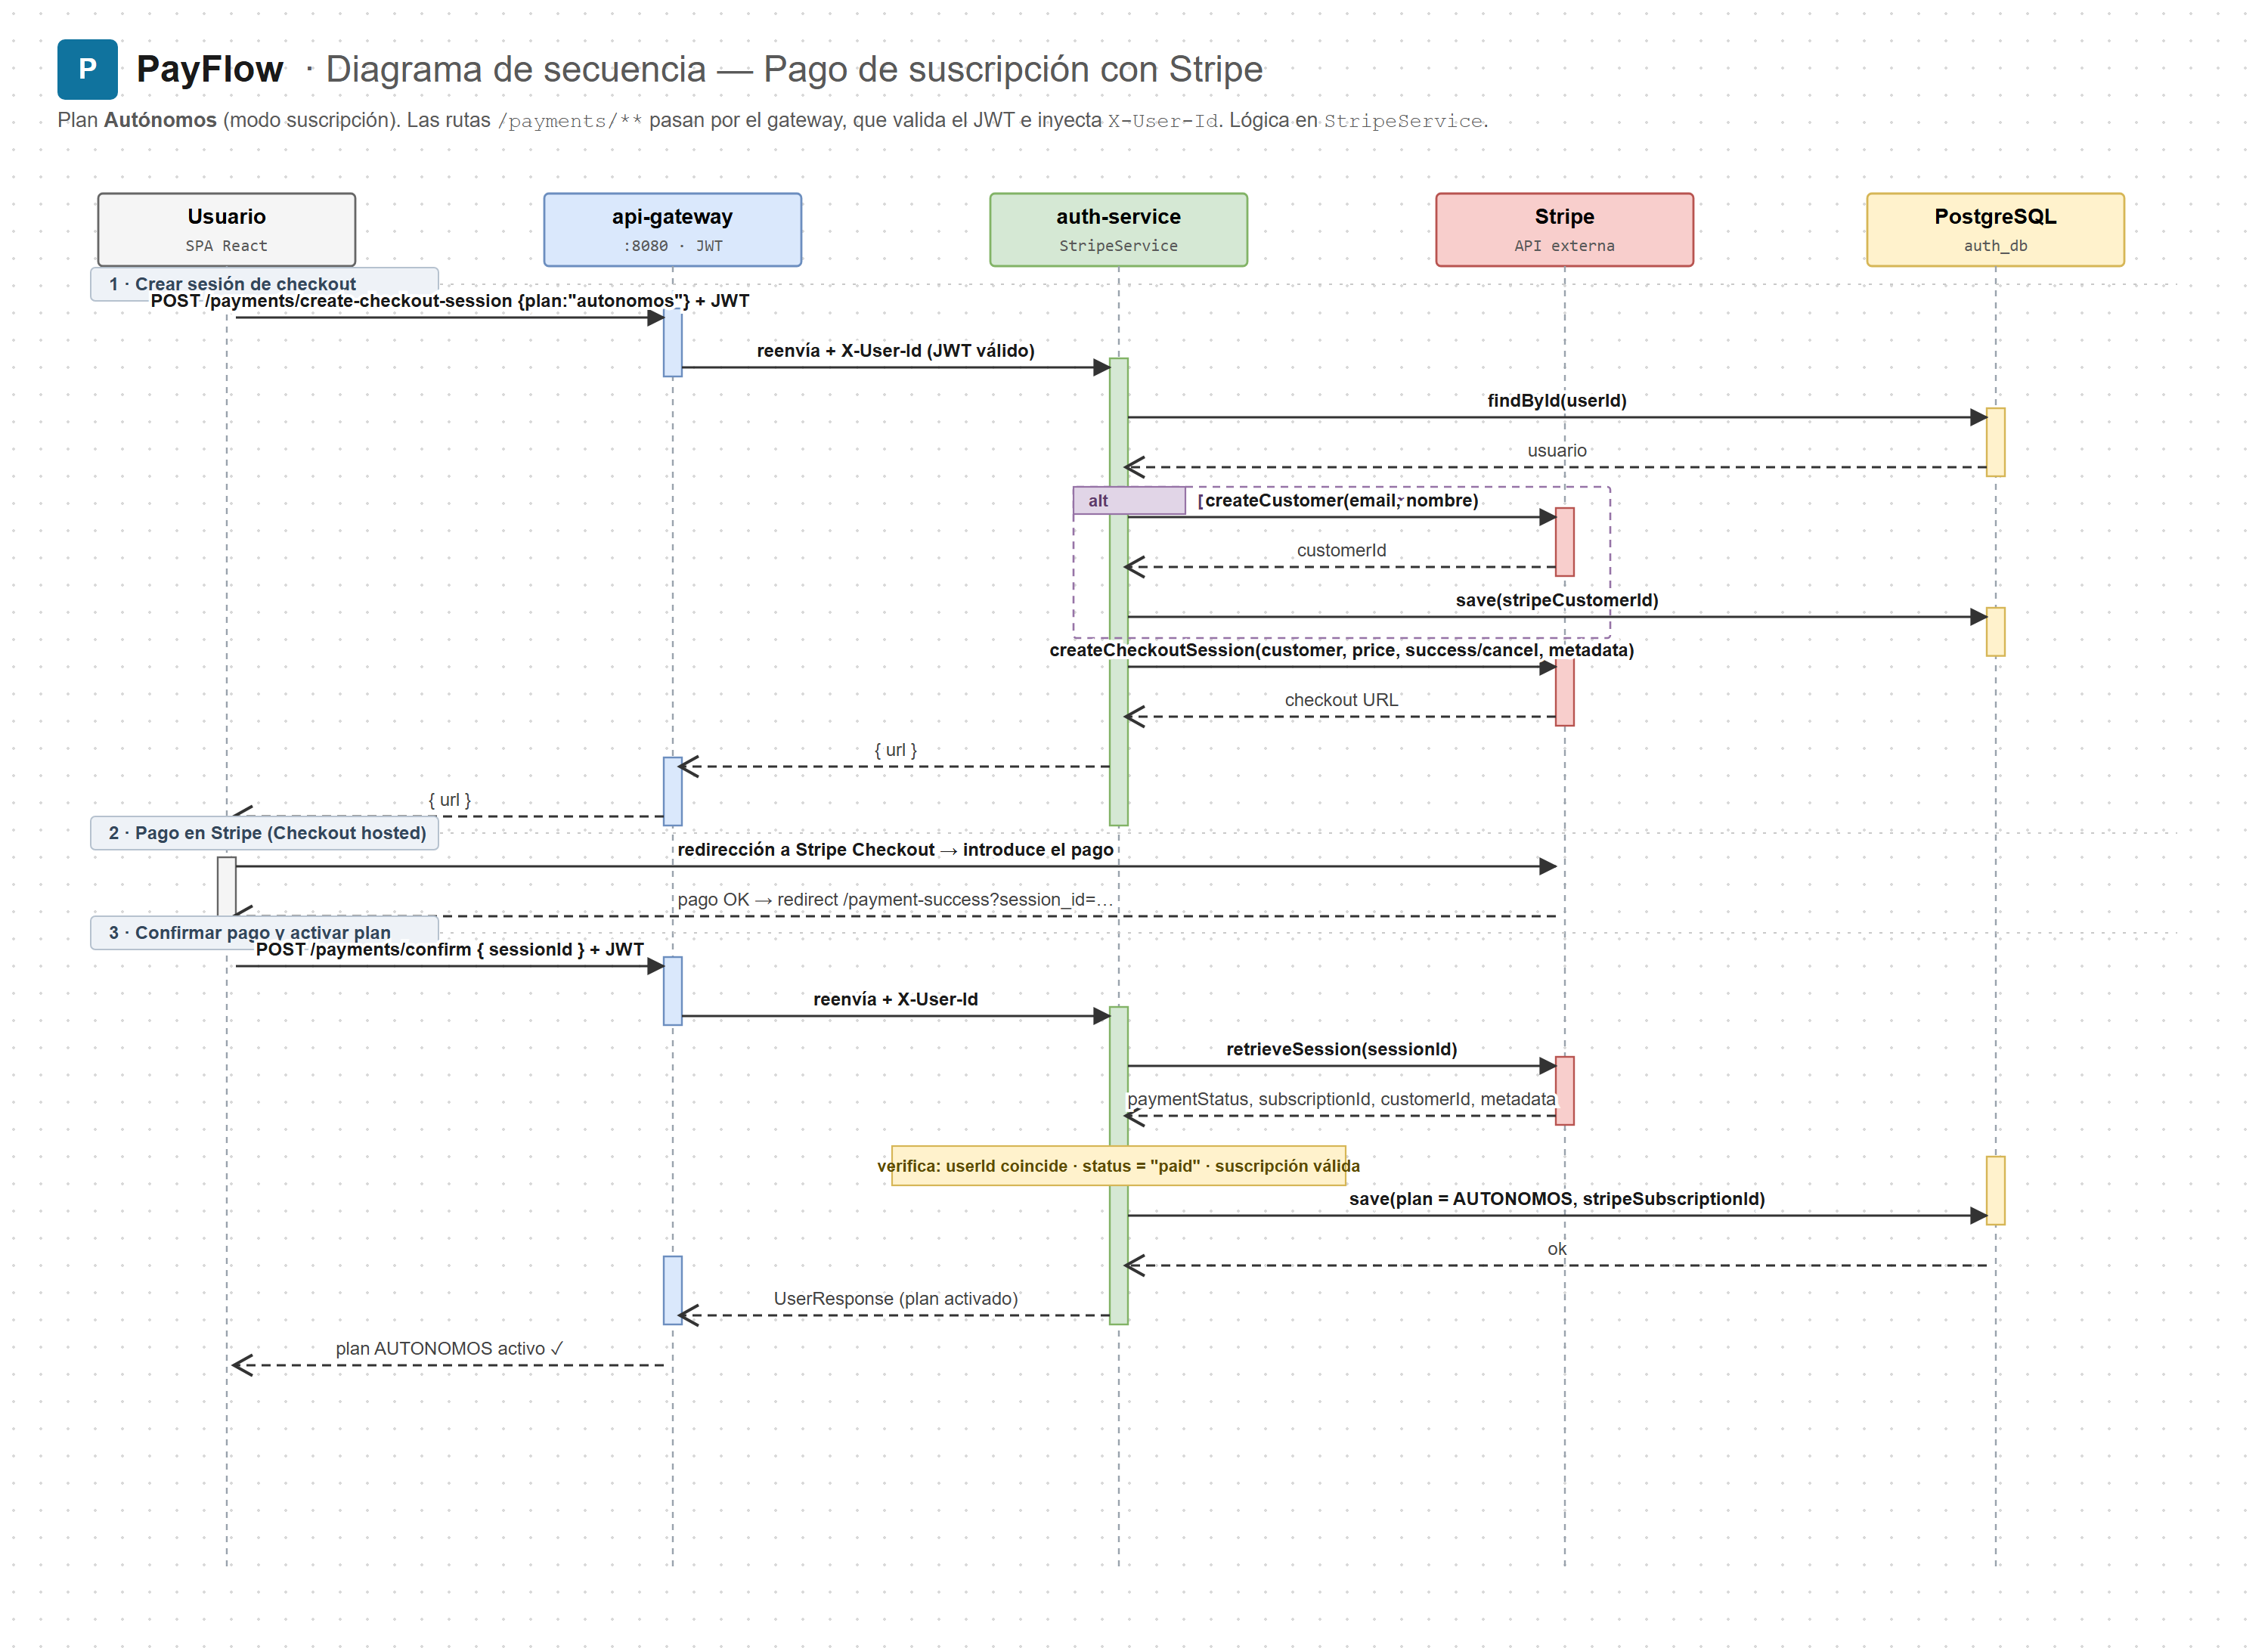 P
PayFlow · Diagrama de secuencia — Pago de suscripción con Stripe
Plan Autónomos (modo suscripción). Las rutas /payments/** pasan por el gateway, que valida el JWT e inyecta X-User-Id. Lógica en StripeService.
Usuario
SPA React
api-gateway
:8080 · JWT
auth-service
StripeService
Stripe
API externa
PostgreSQL
auth_db
1 · Crear sesión de checkout
POST /payments/create-checkout-session {plan:"autonomos"} + JWT
reenvía + X-User-Id (JWT válido)
findById(userId)
usuario
alt
[
createCustomer(email, nombre)
customerId
save(stripeCustomerId)
createCheckoutSession(customer, price, success/cancel, metadata)
checkout URL
{ url }
{ url }
2 · Pago en Stripe (Checkout hosted)
redirección a Stripe Checkout → introduce el pago
pago OK → redirect /payment-success?session_id=…
3 · Confirmar pago y activar plan
POST /payments/confirm { sessionId } + JWT
reenvía + X-User-Id
retrieveSession(sessionId)
paymentStatus, subscriptionId, customerId, metadata
verifica: userId coincide · status = "paid" · suscripción válida
save(plan = AUTONOMOS, stripeSubscriptionId)
ok
UserResponse (plan activado)
plan AUTONOMOS activo ✓